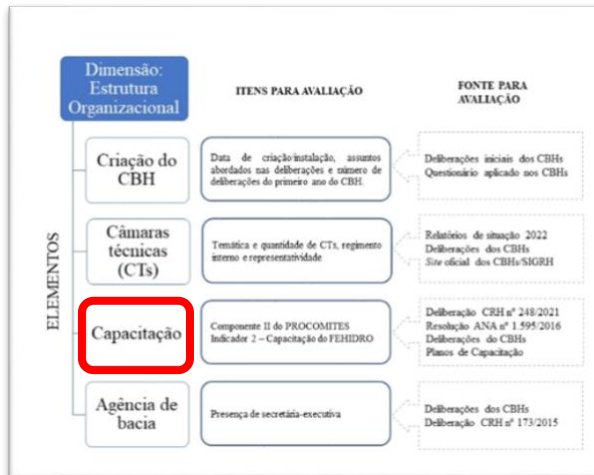 Dimensão:
Estrutura
Organizacional
ITENS PARA AVALIAÇÃO
FONTE PARA
AVALIAÇÃO
ELEMENTOS
Criação do
CBH
Data de criação/instalação, assuntos
abordados nas deliberações e número de
deliberações do primeiro ano do CBH.
Deliberações iniciais dos CBHs
Questionário aplicado nos CBHs
Câmaras
técnicas
(CTs)
Temática e quantidade de CTs, regimento
interno e representatividade
Relatórios de situação 2022
Deliberações dos CBHs
Site oficial dos CBHs/SIGRH
Capacitação
Componente II do PROCOMITES
Indicador 2 – Capacitação do FEHIDRO
Deliberação CRH nº 248/2021
Resolução ANA nº 1.595/2016
Deliberações do CBHs
Planos de Capacitação
Agência de
bacia
Presença de secretária-executiva
Deliberações dos CBHs
Deliberação CRH nº 173/2015